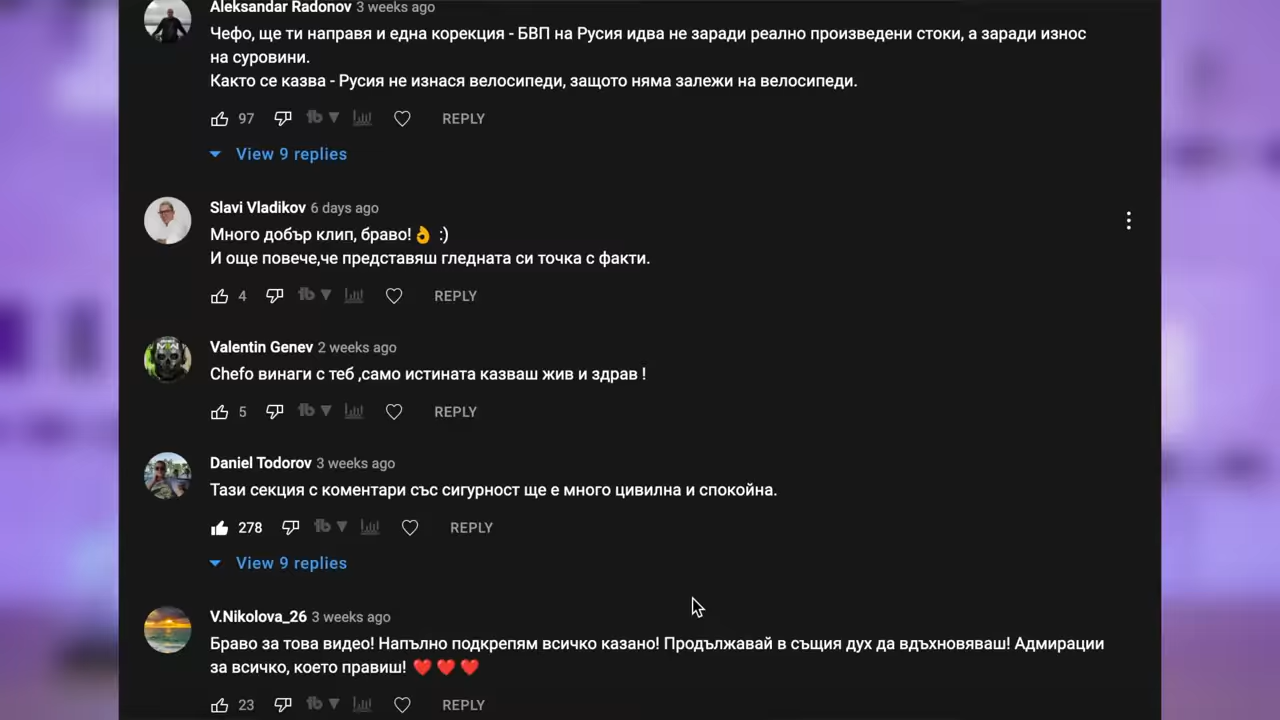 Aleksandar Radonov 3 weeks ago
Чефо, ще ти направя и една корекция - БВП на Русия идва не заради реално произведени стоки, а заради износ
на суровини.
Както се казва - Русия не изнася велосипеди, защото няма залежи на велосипеди.
97 REPLY
View 9 replies
Slavi Vladikov 6 days ago
Много добър клип, браво!👌 :)
И още повече,че представяш гледната си точка с факти.
4 REPLY
Valentin Genev 2 weeks ago
Chefo винаги с теб ,само истината казваш жив и здрав !
5 REPLY
Daniel Todorov 3 weeks ago
Тази секция с коментари със сигурност ще е много цивилна и спокойна.
278 REPLY
View 9 replies
V.Nikolova_26 3 weeks ago
Браво за това видео! Напълно подкрепям всичко казано! Продължавай в същия дух да вдъхновяваш! Адмирации
за всичко, което правиш! ❤️❤️❤️
23 REPLY